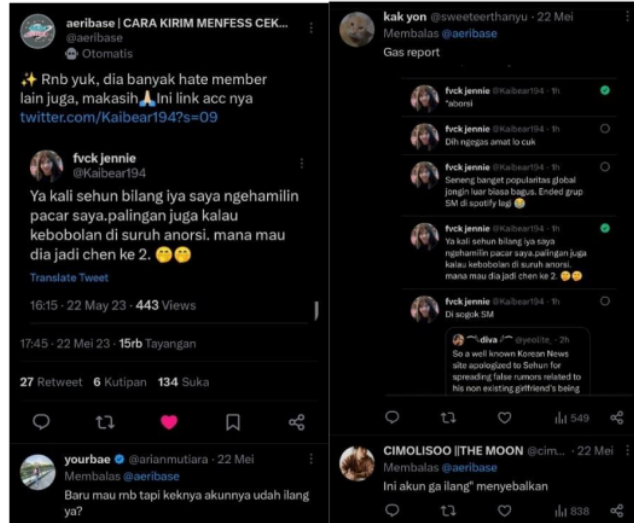 aeribase | CARA KIRIM MENFESS CEK...
@aeribase
Otomatis
✨ Rnb yuk, dia banyak hate member
lain juga, makasih🙏🏻Ini link acc nya
twitter.com/Kaibear194?s=09
fvck jennie
@Kaibear194
Ya kali sehun bilang iya saya ngehamilin
pacar saya.palingan juga kalau
kebobolan di suruh anorsi. mana mau
dia jadi chen ke 2. 🤭🤭
Translate Tweet
16:15 · 22 May 23 · 443 Views
17:45 · 22 Mei 23 · 15rb Tayangan
27 Retweet 6 Kutipan 134 Suka
yourbae @arianmutiara · 22 Mei
Membalas @aeribase
Baru mau mb tapi keknya akunnya udah ilang
ya?
kak yon @sweeteerthanyu · 22 Mei
Membalas @aeribase
Gas report
fvck jennie @Kaibear194 · 1h
*aborsi
fvck jennie @Kaibear194 · 1h
Dih ngegas amat lo cuk
fvck jennie @Kaibear194 · 1h
Seneng banget popularitas global
jongin luar biasa bagus. Ended grup
SM di spotify lagi 😭
fvck jennie @Kaibear194 · 1h
Ya kali sehun bilang iya saya
ngehamilin pacar saya.palingan juga
kalau kebobolan di suruh anorsi.
mana mau dia jadi chen ke 2. 🤭🤭
fvck jennie @Kaibear194 · 1h
Di sogok SM
diva @yeolite_ · 2h
So a well known Korean News
site apologized to Sehun for
spreading false rumors related to
his non existing girlfriend's being
549
CIMOLISOO ||THE MOON @cim... · 22 Mei
Membalas @aeribase
Ini akun ga ilang" menyebalkan
838